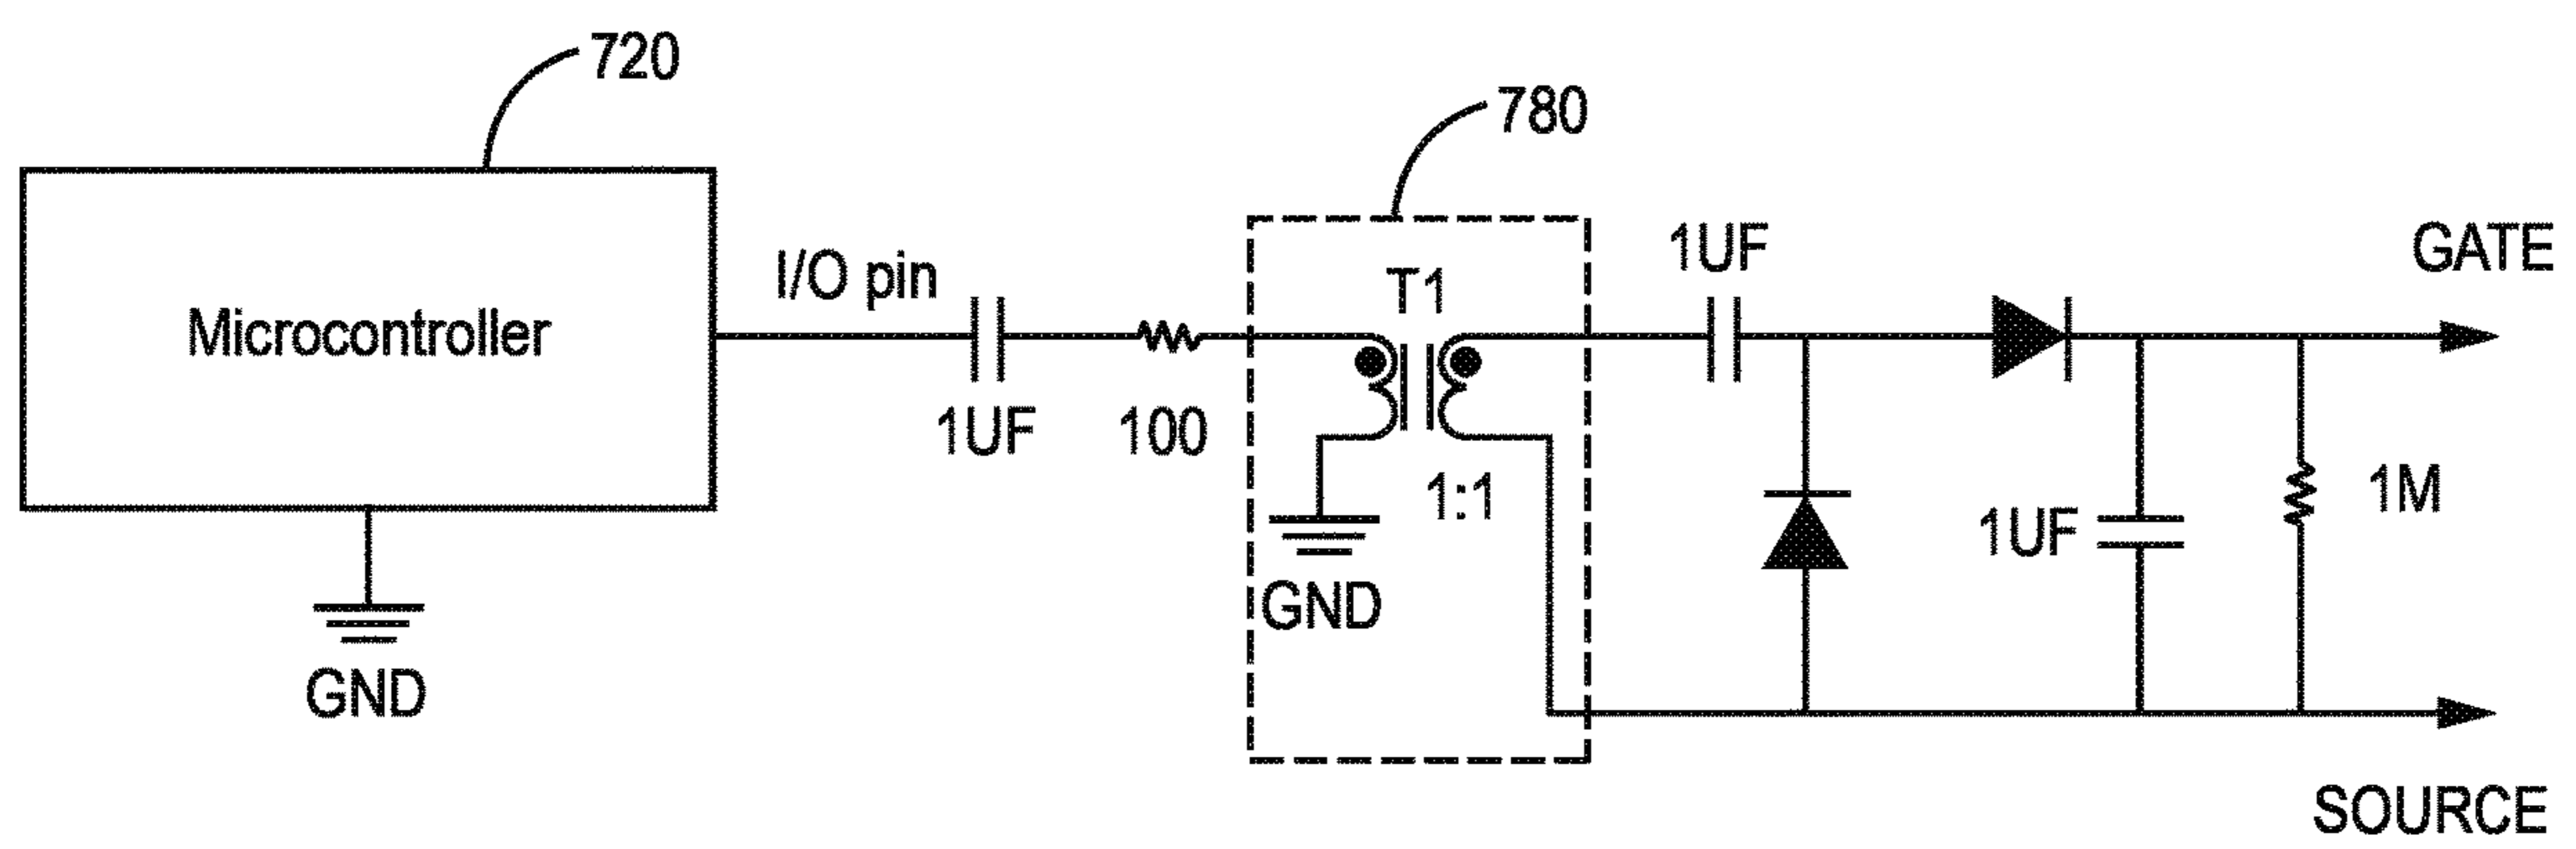 720
780
I/O pin
1UF
GATE
T1
Microcontroller
1UF
100
1:1
1M
1UF
GND
GND
SOURCE